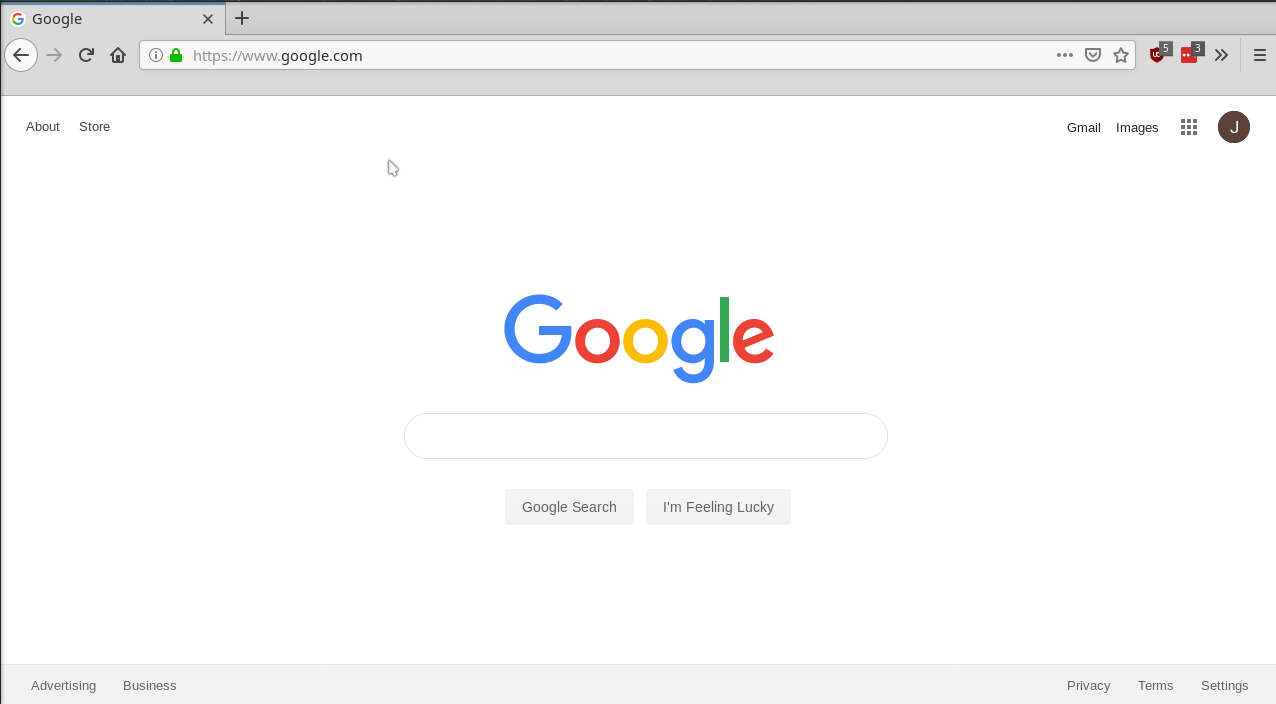 Google
https://www.google.com
5
3
About Store
Gmail Images
J
Google
Google Search I'm Feeling Lucky
Advertising Business
Privacy Terms Settings